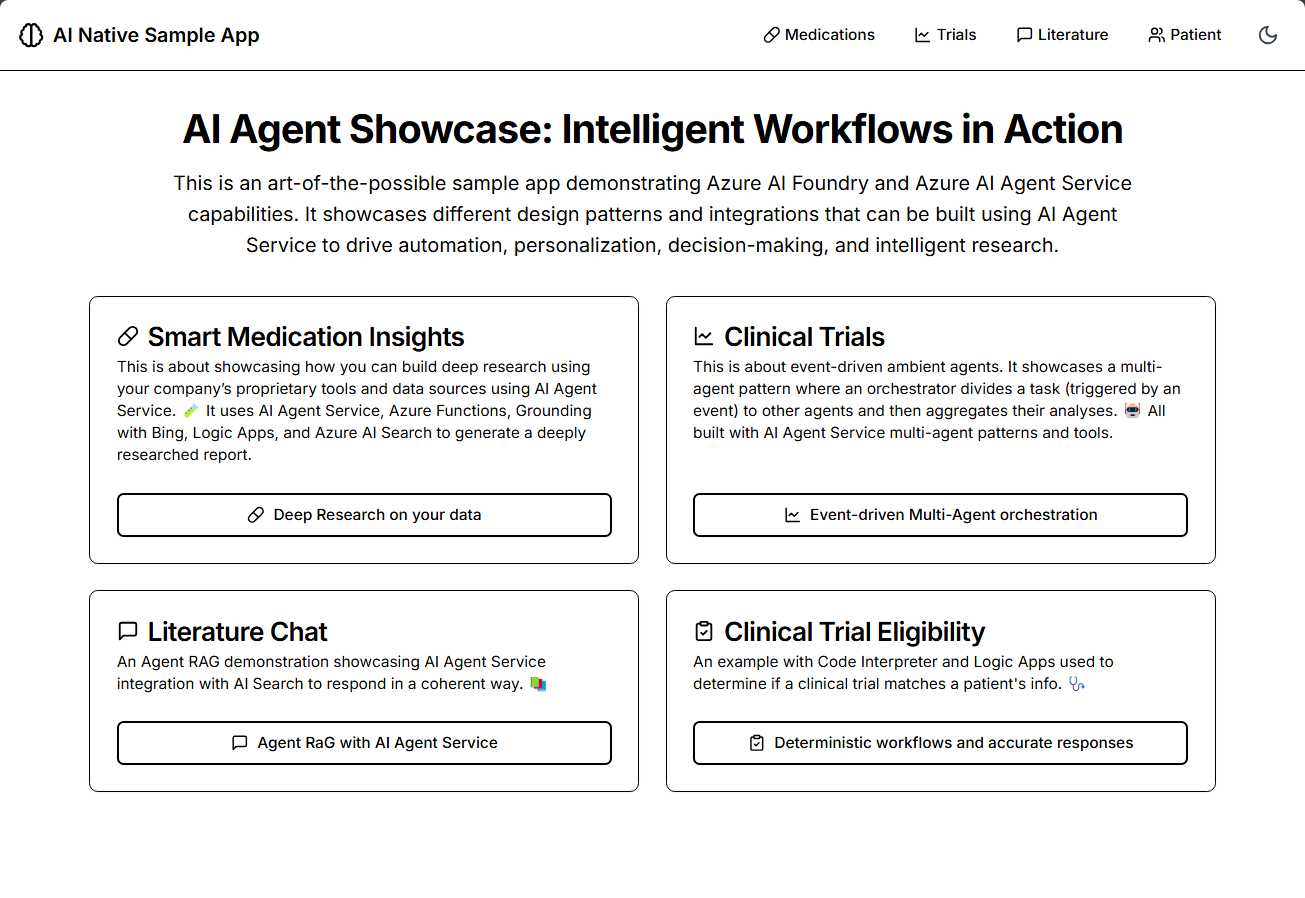 AI Native Sample App
Medications
Trials
Literature
Patient
AI Agent Showcase: Intelligent Workflows in Action
This is an art-of-the-possible sample app demonstrating Azure AI Foundry and Azure AI Agent Service
capabilities. It showcases different design patterns and integrations that can be built using AI Agent
Service to drive automation, personalization, decision-making, and intelligent research.
Smart Medication Insights
This is about showcasing how you can build deep research using
your company’s proprietary tools and data sources using AI Agent
Service. 🧪 It uses AI Agent Service, Azure Functions, Grounding
with Bing, Logic Apps, and Azure AI Search to generate a deeply
researched report.
Deep Research on your data
Clinical Trials
This is about event-driven ambient agents. It showcases a multi-
agent pattern where an orchestrator divides a task (triggered by an
event) to other agents and then aggregates their analyses. 🤖 All
built with AI Agent Service multi-agent patterns and tools.
Event-driven Multi-Agent orchestration
Literature Chat
An Agent RAG demonstration showcasing AI Agent Service
integration with AI Search to respond in a coherent way. 📚
Agent RaG with AI Agent Service
Clinical Trial Eligibility
An example with Code Interpreter and Logic Apps used to
determine if a clinical trial matches a patient's info. 🩺
Deterministic workflows and accurate responses